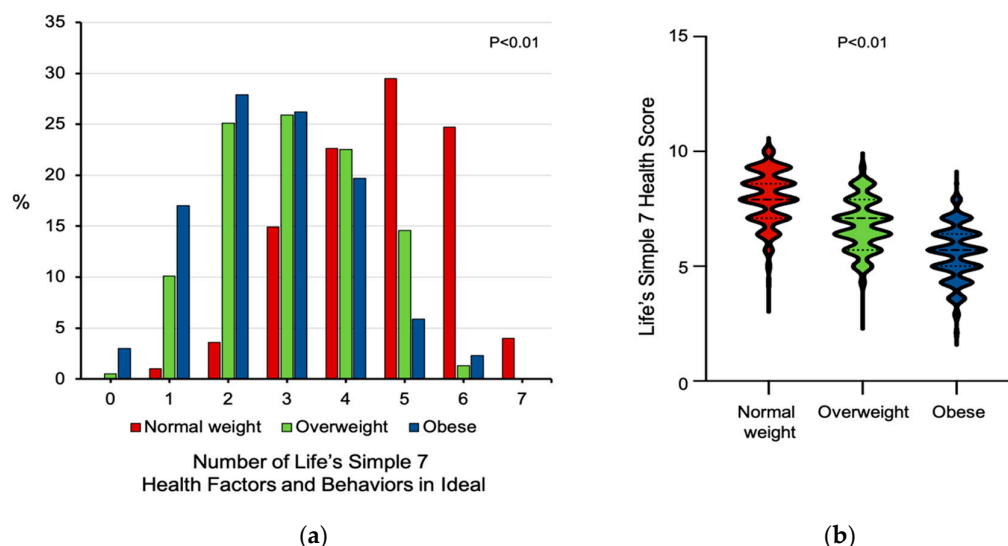 35
30
25
20
15
10
5
0
%
P<0.01
0 1 2 3 4 5 6 7
Normal weight Overweight Obese
Number of Life's Simple 7
Health Factors and Behaviors in Ideal
(a)
15
10
5
0
Life's Simple 7 Health Score
P<0.01
Normal
weight
Overweight
Obese
(b)